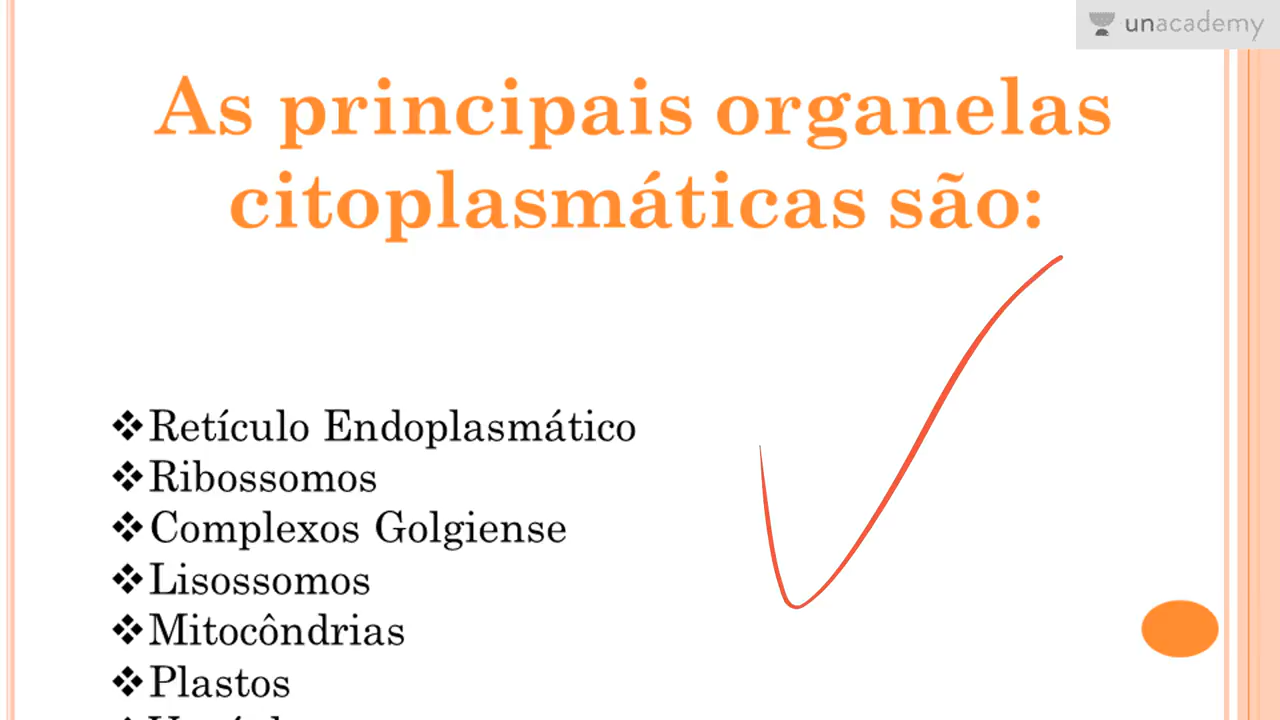 unacademy
As principais organelas
citoplasmáticas são:
❖Retículo Endoplasmático
❖Ribossomos
❖Complexos Golgiense
❖Lisossomos
❖Mitocôndrias
❖Plastos